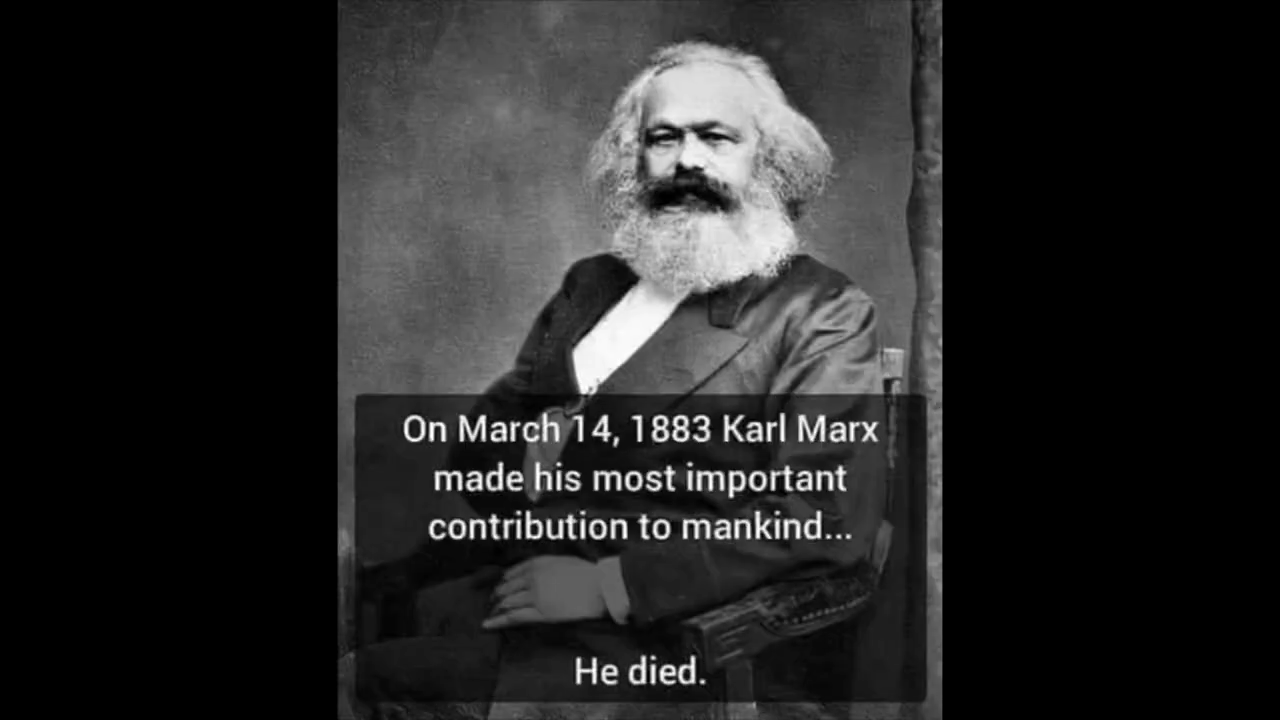 On March 14, 1883 Karl Marx
made his most important
contribution to mankind...
He died.